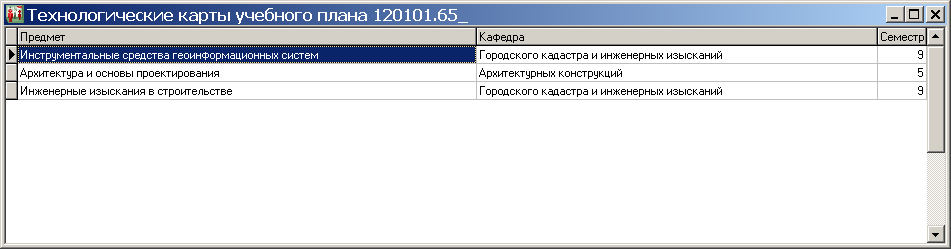 Технологические карты учебного плана 120101.65_
Предмет Кафедра Семестр
Инструментальные средства геоинформационных систем Городского кадастра и инженерных изысканий 9
Архитектура и основы проектирования Архитектурных конструкций 5
Инженерные изыскания в строительстве Городского кадастра и инженерных изысканий 9